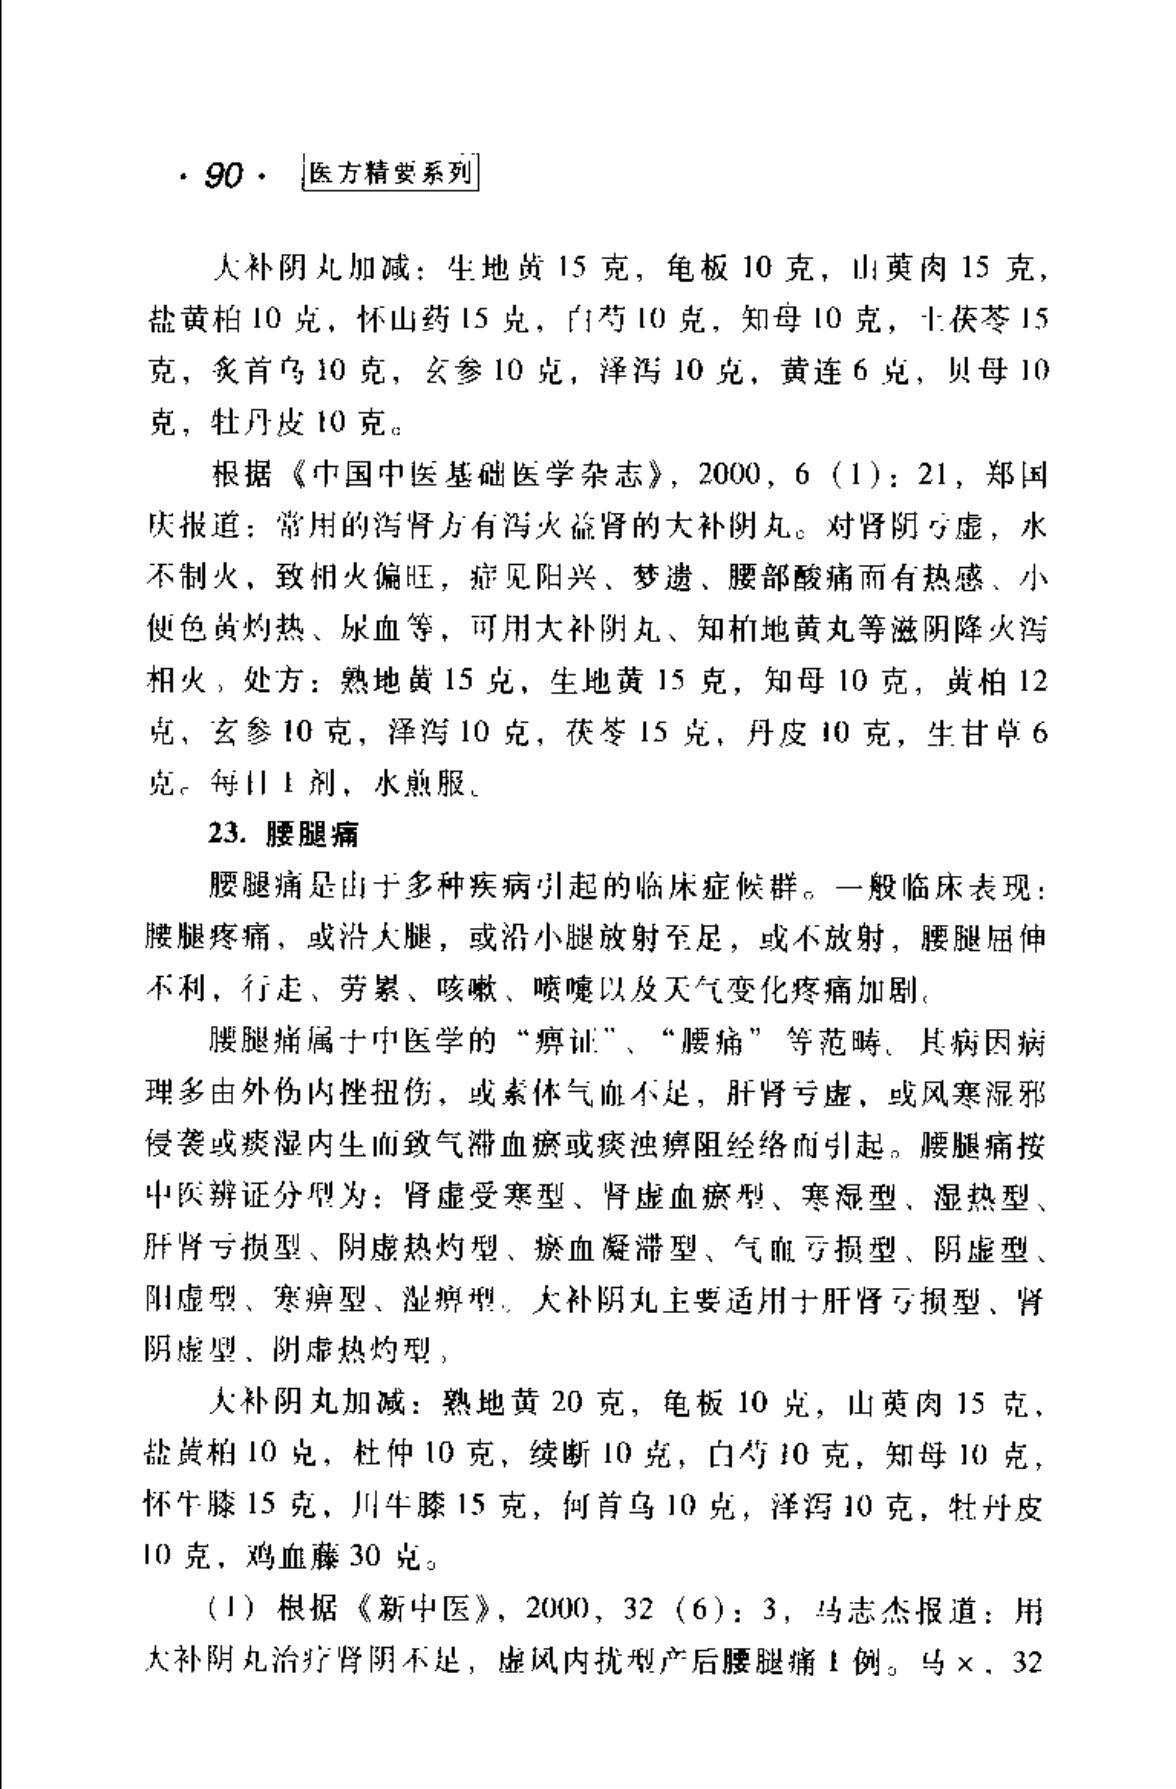 ·90· 医方精要系列
大补阴丸加减：生地黄 15 克，龟板 10 克，山萸肉 15 克，
盐黄柏 10 克，怀山药 15 克，白芍 10 克，知母 10 克，土茯苓 15
克，炙首乌 10 克，玄参 10 克，泽泻 10 克，黄连 6 克，贝母 10
克，牡丹皮 10 克。
根据《中国中医基础医学杂志》，2000，6（1）：21，郑国
庆报道：常用的泻肾方有泻火益肾的大补阴丸。对肾阴亏虚，水
不制火，致相火偏旺，症见阳兴、梦遗、腰部酸痛而有热感、小
便色黄灼热、尿血等，可用大补阴丸、知柏地黄丸等滋阴降火泻
相火。处方：熟地黄 15 克，生地黄 15 克，知母 10 克，黄柏 12
克，玄参 10 克，泽泻 10 克，茯苓 15 克，丹皮 10 克，生甘草 6
克。每日 1 剂，水煎服。
23. 腰腿痛
腰腿痛是由于多种疾病引起的临床症候群。一般临床表现：
腰腿疼痛，或沿大腿，或沿小腿放射至足，或不放射，腰腿屈伸
不利，行走、劳累、咳嗽、喷嚏以及天气变化疼痛加剧。
腰腿痛属于中医学的“痹证”、“腰痛”等范畴。其病因病
理多由外伤内挫扭伤，或素体气血不足，肝肾亏虚，或风寒湿邪
侵袭或痰湿内生而致气滞血瘀或痰浊痹阻经络而引起。腰腿痛按
中医辨证分型为：肾虚受寒型、肾虚血瘀型、寒湿型、湿热型、
肝肾亏损型、阴虚热灼型、瘀血凝滞型、气血亏损型、阴虚型、
阳虚型、寒痹型、湿痹型。大补阴丸主要适用于肝肾亏损型、肾
阴虚型、阴虚热灼型。
大补阴丸加减：熟地黄 20 克，龟板 10 克，山萸肉 15 克，
盐黄柏 10 克，杜仲 10 克，续断 10 克，白芍 10 克，知母 10 克，
怀牛膝 15 克，川牛膝 15 克，何首乌 10 克，泽泻 10 克，牡丹皮
10 克，鸡血藤 30 克。
（1）根据《新中医》，2000，32（6）：3，马志杰报道：用
大补阴丸治疗肾阴不足，虚风内扰型产后腰腿痛 1 例。马×，32